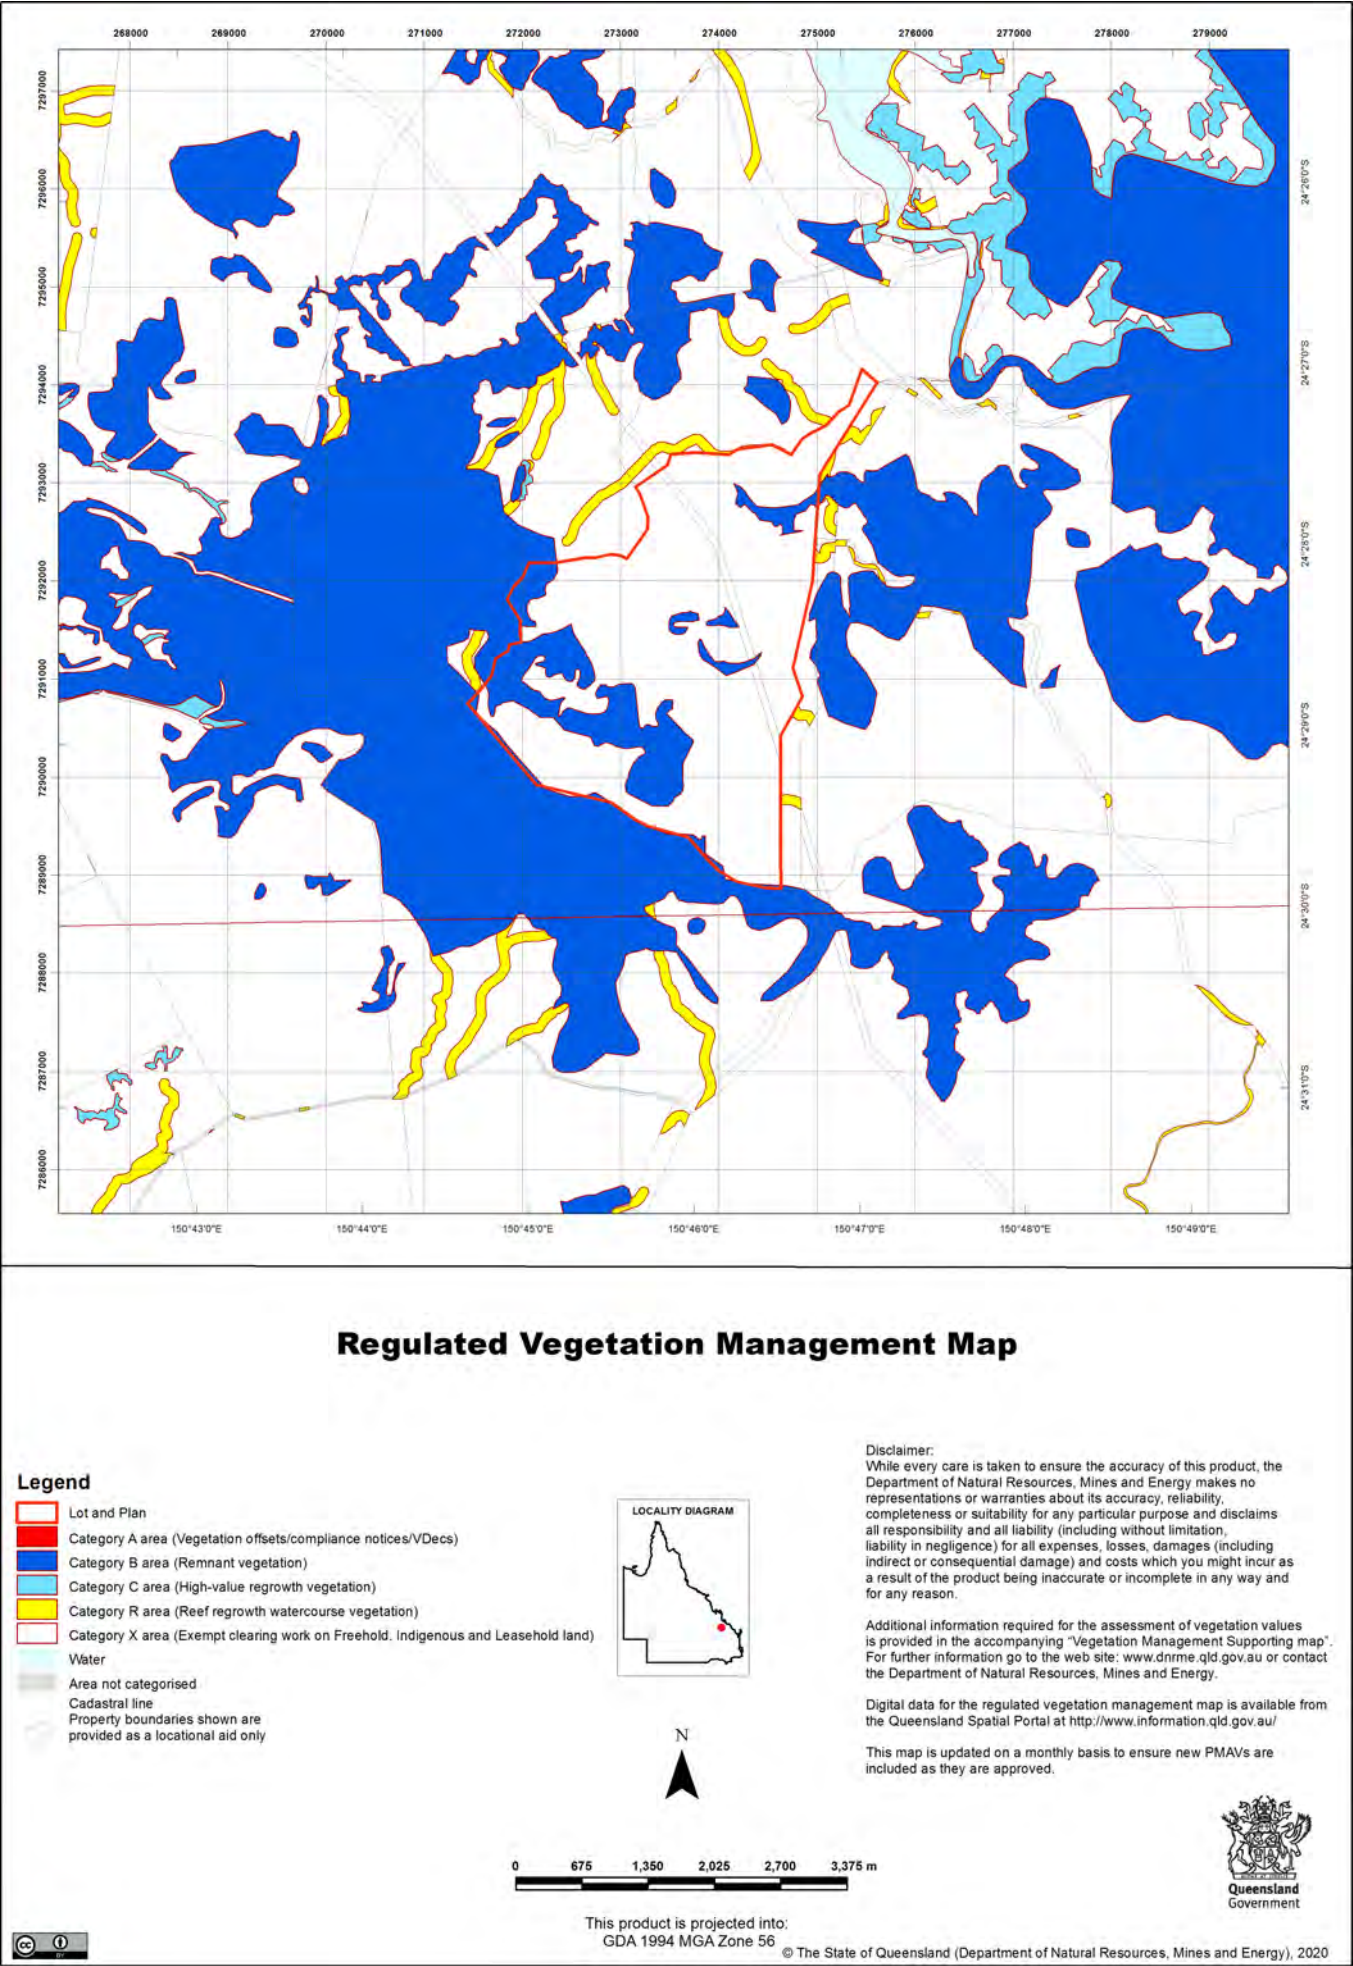 268000 269000 270000 271000 272000 273000 274000 275000 276000 277000 278000 279000
7297000
7296000
7295000
7294000
7293000
7292000
7291000
7290000
7289000
7288000
7287000
7286000
24°26'0"S
24°27'0"S
24°28'0"S
24°29'0"S
24°30'0"S
24°31'0"S
150°43'0"E 150°44'0"E 150°45'0"E 150°46'0"E 150°47'0"E 150°48'0"E 150°49'0"E
Regulated Vegetation Management Map
Legend
Lot and Plan
Category A area (Vegetation offsets/compliance notices/VDecs)
Category B area (Remnant vegetation)
Category C area (High-value regrowth vegetation)
Category R area (Reef regrowth watercourse vegetation)
Category X area (Exempt clearing work on Freehold. Indigenous and Leasehold land)
Water
Area not categorised
Cadastral line
Property boundaries shown are
provided as a locational aid only
LOCALITY DIAGRAM
N
0 675 1,350 2,025 2,700 3,375 m
This product is projected into:
GDA 1994 MGA Zone 56
Disclaimer:
While every care is taken to ensure the accuracy of this product, the
Department of Natural Resources, Mines and Energy makes no
representations or warranties about its accuracy, reliability,
completeness or suitability for any particular purpose and disclaims
all responsibility and all liability (including without limitation,
liability in negligence) for all expenses, losses, damages (including
indirect or consequential damage) and costs which you might incur as
a result of the product being inaccurate or incomplete in any way and
for any reason.
Additional information required for the assessment of vegetation values
is provided in the accompanying "Vegetation Management Supporting map".
For further information go to the web site: www.dnrme.qld.gov.au or contact
the Department of Natural Resources, Mines and Energy.
Digital data for the regulated vegetation management map is available from
the Queensland Spatial Portal at http://www.information.qld.gov.au/
This map is updated on a monthly basis to ensure new PMAVs are
included as they are approved.
Queensland
Government
cc
BY
© The State of Queensland (Department of Natural Resources, Mines and Energy), 2020